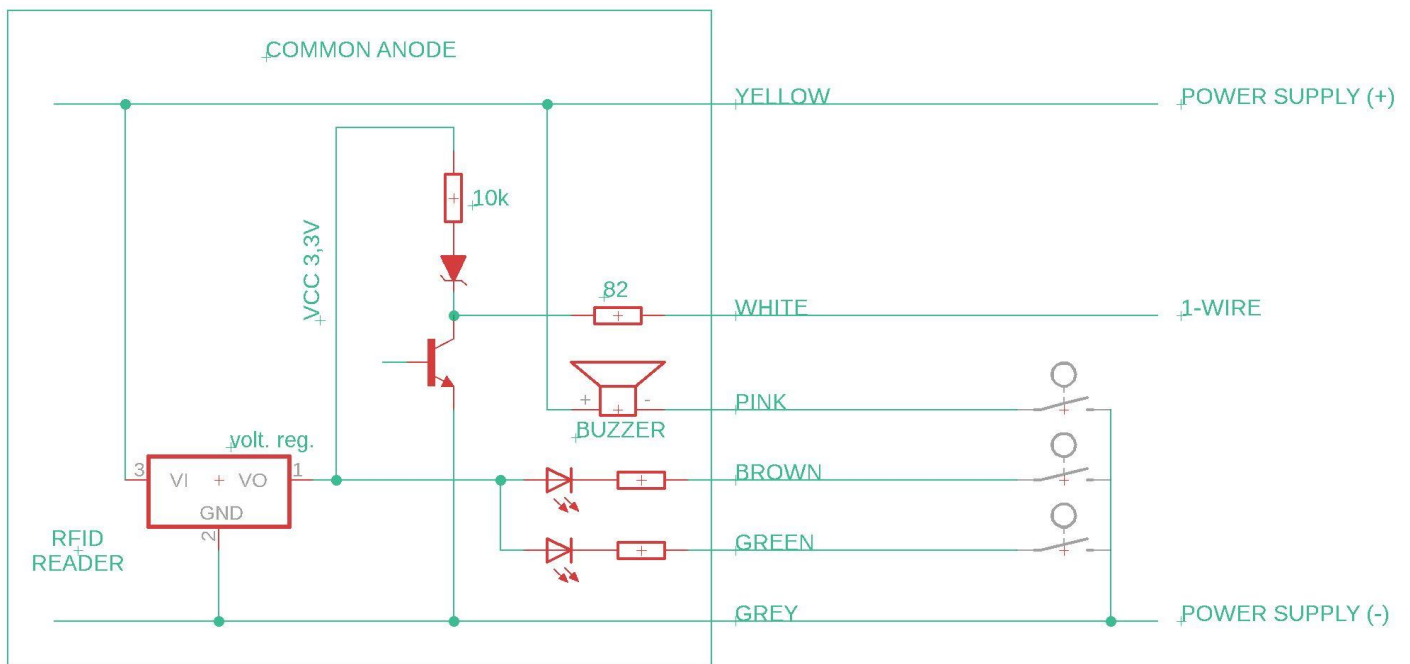 COMMON ANODE
YELLOW
POWER SUPPLY (+)
10k
VCC 3,3V
82
WHITE
1-WIRE
+
-
PINK
BUZZER
volt. reg.
3
VI
VO
1
BROWN
GND
2
RFID
READER
GREEN
GREY
POWER SUPPLY (-)